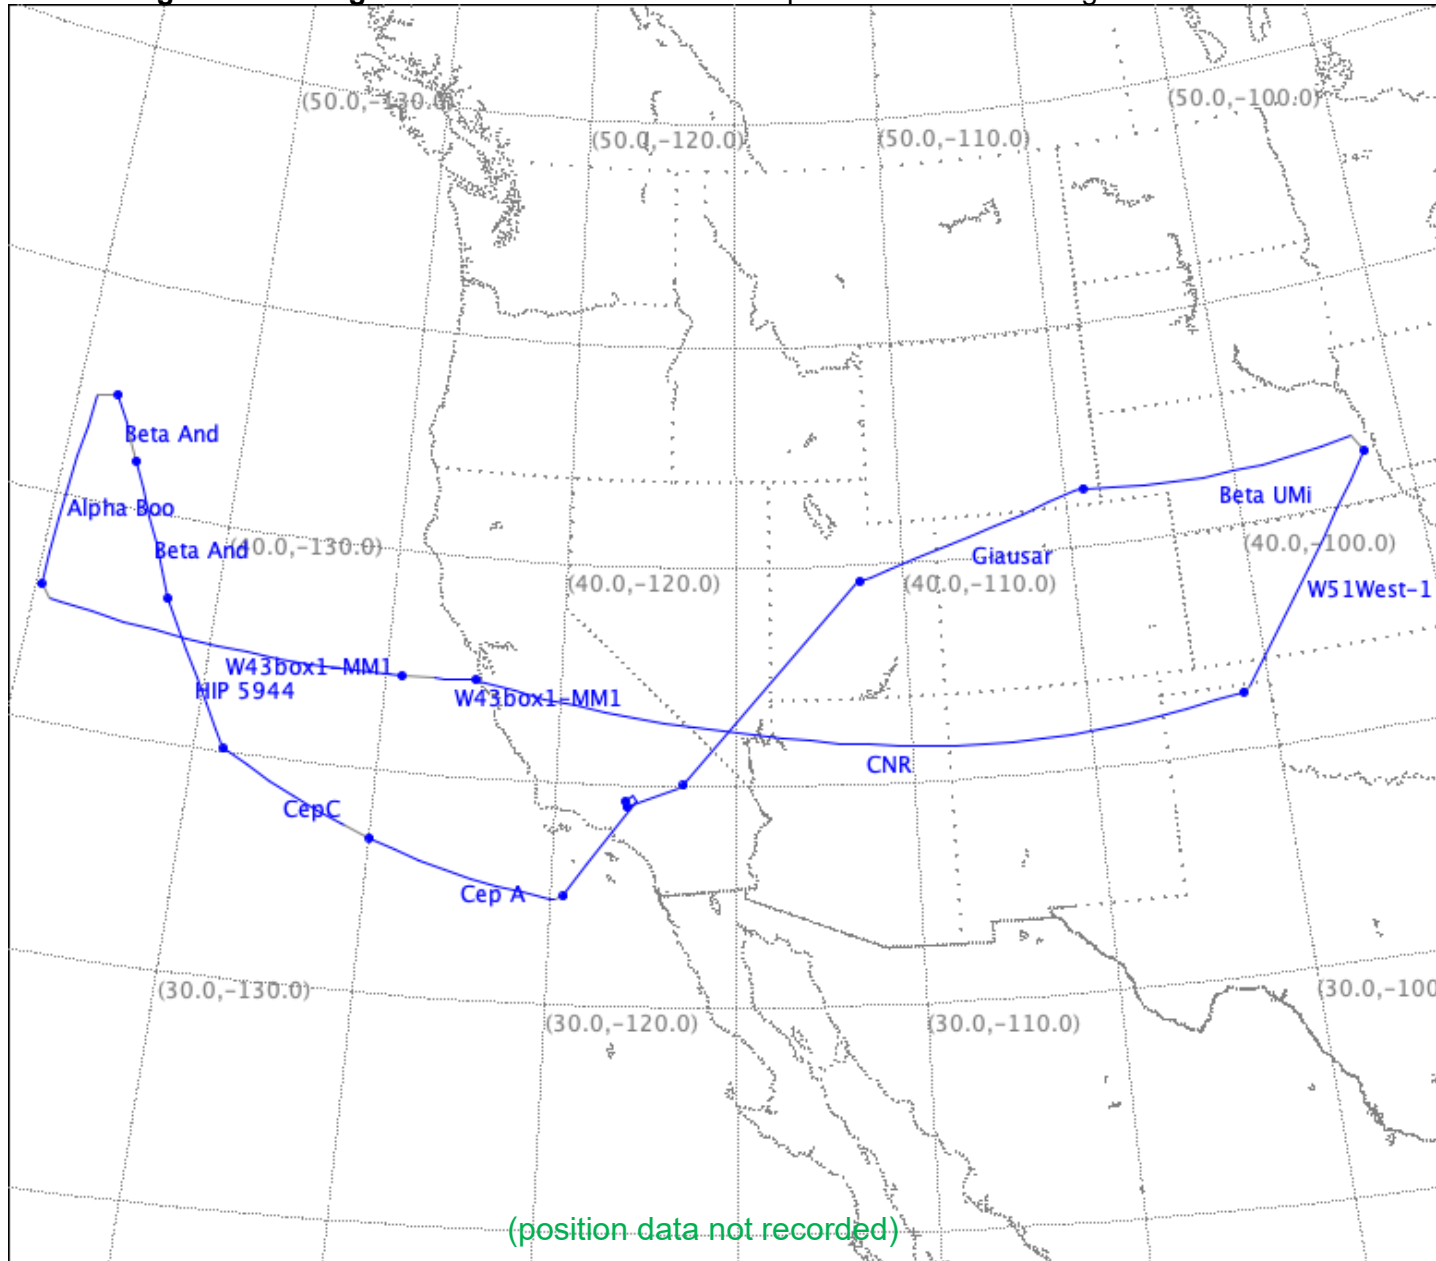 (50.0,-130.0)
(50.0,-120.0)
(50.0,-110.0)
(50.0,-100.0)
Beta And
Alpha Boo
Beta And
(40.0,-130.0)
(40.0,-120.0)
(40.0,-110.0)
(40.0,-100.0)
Giausar
Beta UMi
W51West-1
W43box1-MM1
HIP 5944
W43box1-MM1
CNR
CepC
Cep A
(30.0,-130.0)
(30.0,-120.0)
(30.0,-110.0)
(30.0,-100
(position data not recorded)